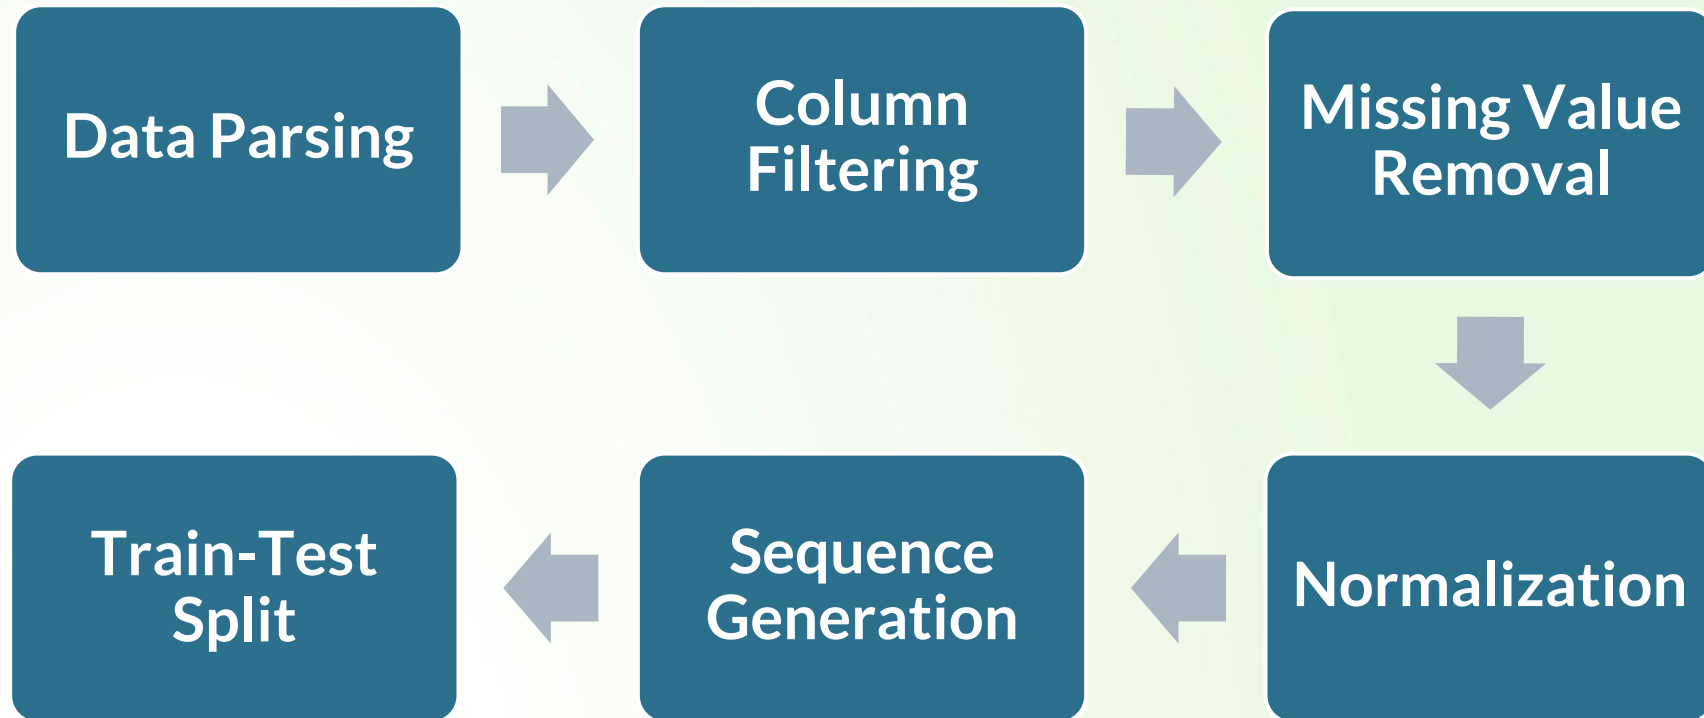 Data Parsing
Column
Filtering
Missing Value
Removal
Normalization
Sequence
Generation
Train-Test
Split